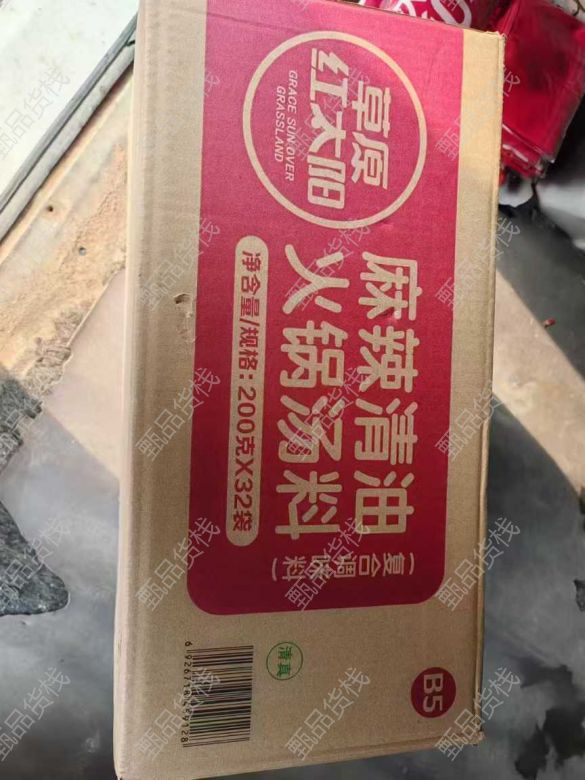 草原
红太阳
GRACE SUN OVER
GRASSLAND
麻辣清油
火锅汤料
(复合调味料)
净含量/规格:200克X32袋
清真
B5
甄品货栈